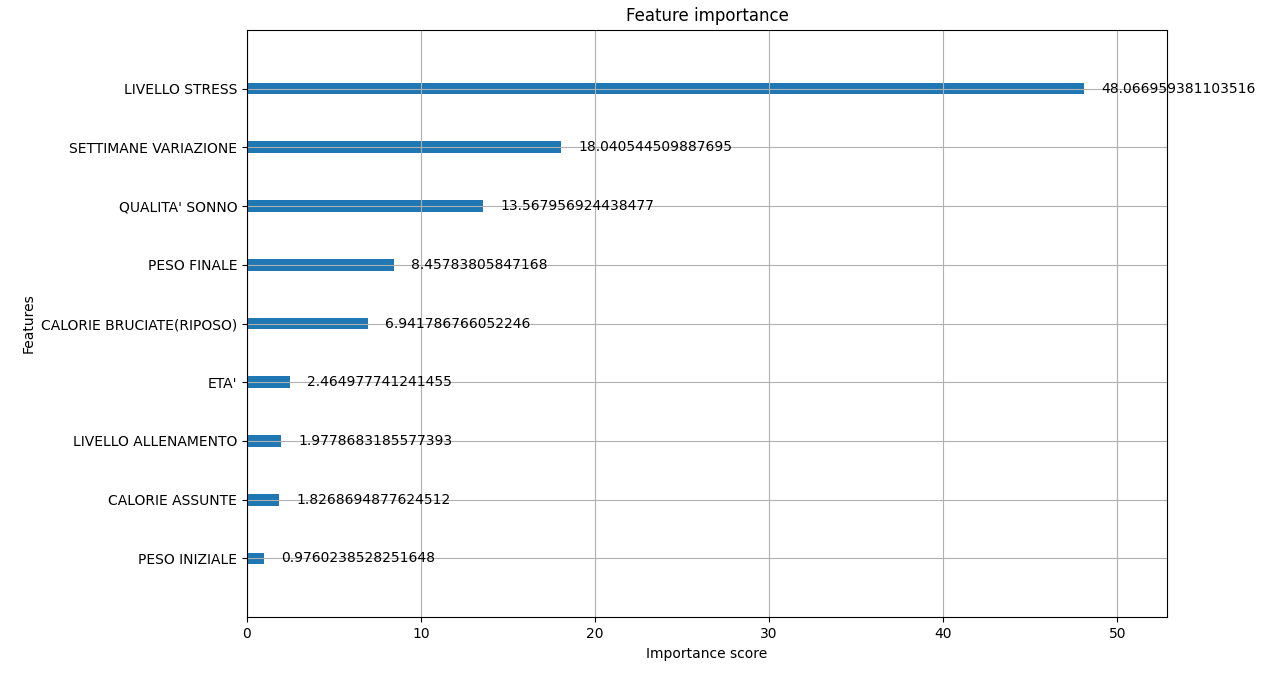 Feature importance
LIVELLO STRESS 48.066959381103516
SETTIMANE VARIAZIONE 18.040544509887695
QUALITA' SONNO 13.567956924438477
PESO FINALE 8.45783805847168
CALORIE BRUCIATE(RIPOSO) 6.941786766052246
ETA' 2.464977741241455
LIVELLO ALLENAMENTO 1.9778683185577393
CALORIE ASSUNTE 1.8268694877624512
PESO INIZIALE 0.9760238528251648
Features
0 10 20 30 40 50
Importance score